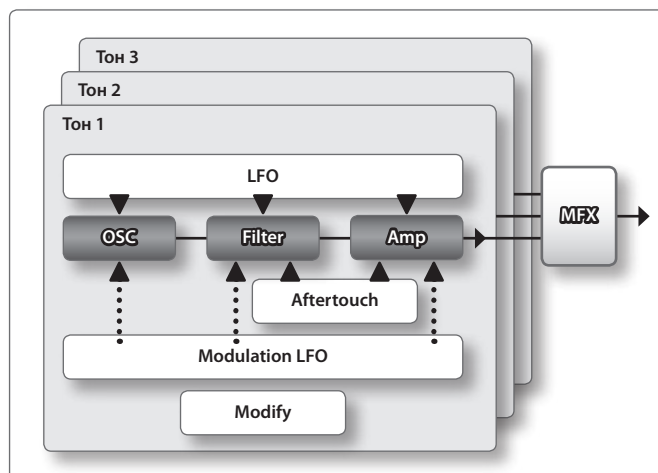 Тон 3
Тон 2
Тон 1
LFO
OSC
Filter
Amp
MFX
Aftertouch
Modulation LFO
Modify